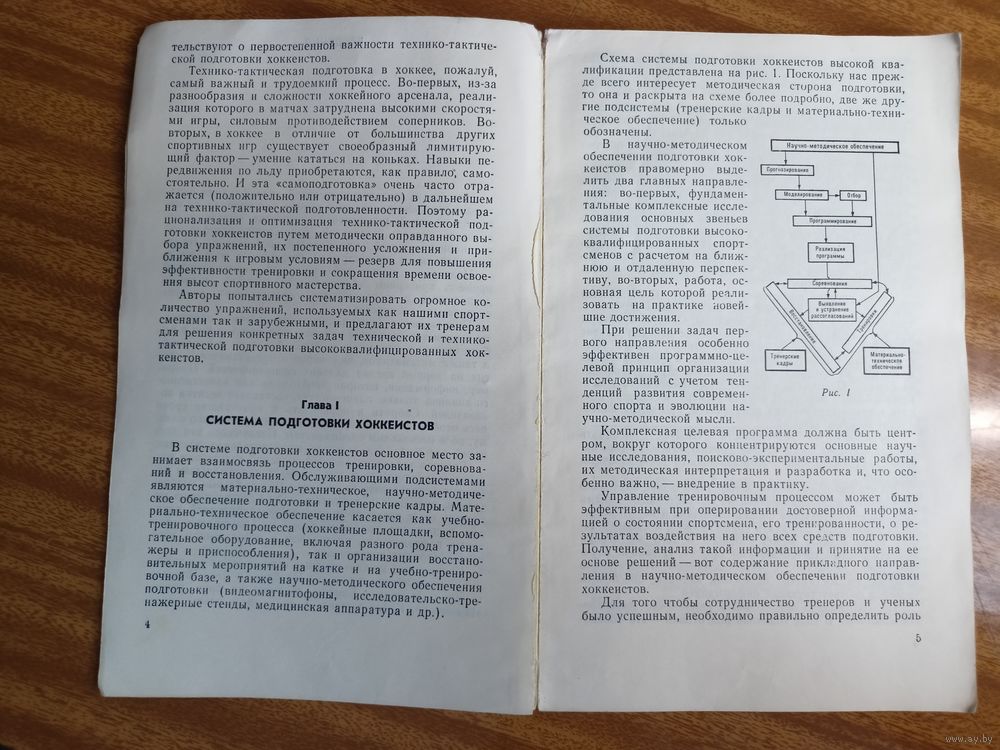 тельствуют о первостепенной важности технико-тактиче-
ской подготовки хоккеистов.
Технико-тактическая подготовка в хоккее, пожалуй,
самый важный и трудоемкий процесс. Во-первых, из-за
разнообразия и сложности хоккейного арсенала, реали-
зация которого в матчах затруднена высокими скоростя-
ми игры, силовым противодействием соперников. Во-
вторых, в хоккее в отличие от большинства других
спортивных игр существует своеобразный лимитирую-
щий фактор — умение кататься на коньках. Навыки пе-
редвижения по льду приобретаются, как правило, само-
стоятельно. И эта «самоподготовка» очень часто отра-
жается (положительно или отрицательно) в дальнейшем
на технико-тактической подготовленности. Поэтому ра-
ционализация и оптимизация технико-тактической под-
готовки хоккеистов путем методически оправданного вы-
бора упражнений, их постепенного усложнения и при-
ближения к игровым условиям — резерв для повышения
эффективности тренировки и сокращения времени освое-
ния высот спортивного мастерства.
Авторы попытались систематизировать огромное ко-
личество упражнений, используемых как нашими спорт-
сменами так и зарубежными, и предлагают их тренерам
для решения конкретных задач технической и технико-
тактической подготовки высококвалифицированных хок-
кеистов.
Глава I
СИСТЕМА ПОДГОТОВКИ ХОККЕИСТОВ
В системе подготовки хоккеистов основное место за-
нимает взаимосвязь процессов тренировки, соревнова-
ний и восстановления. Обслуживающими подсистемами
являются материально-техническое, научно-методиче-
ское обеспечение подготовки и тренерские кадры. Мате-
риально-техническое обеспечение касается как учебно-
тренировочного процесса (хоккейные площадки, вспомо-
гательное оборудование, включая разного рода трена-
жеры и приспособления), так и организации восстано-
вительных мероприятий на катке и на учебно-трениро-
вочной базе, а также научно-методического обеспечения
подготовки (видеомагнитофоны, исследовательско-тре-
нажерные стенды, медицинская аппаратура и др.).
4
Схема системы подготовки хоккеистов высокой ква-
лификации представлена на рис. 1. Поскольку нас преж-
де всего интересует методическая сторона подготовки,
то она и раскрыта на схеме более подробно, две же дру-
гие подсистемы (тренерские кадры и материально-техни-
ческое обеспечение) только
обозначены.
В научно-методическом
обеспечении подготовки хок-
кеистов правомерно выде-
лить два главных направле-
ния: во-первых, фундамен-
тальные комплексные иссле-
дования основных звеньев
системы подготовки высоко-
квалифицированных спорт-
сменов с расчетом на ближ-
нюю и отдаленную перспек-
тиву, во-вторых, работа, ос-
новная цель которой реали-
зовать на практике новей-
шие достижения.
При решении задач пер-
вого направления особенно
эффективен программно-це-
левой принцип организации
исследований с учетом тен-
денций развития современ-
ного спорта и эволюции на-
учно-методической мысли.
Научно-методическое обеспечение
Прогнозирование
Моделирование
Отбор
Программирование
Реализация
программы
Соревнования
Выявление
и устранение
рассогласований
Восстановление
Тренировки
Тренерские
кадры
Материально-
техническое
обеспечение
Рис. 1
Комплексная целевая программа должна быть цент-
ром, вокруг которого концентрируются основные науч-
ные исследования, поисково-экспериментальные работы,
их методическая интерпретация и разработка и, что осо-
бенно важно, — внедрение в практику.
Управление тренировочным процессом может быть
эффективным при оперировании достоверной информа-
цией о состоянии спортсмена, его тренированности, о ре-
зультатах воздействия на него всех средств подготовки.
Получение, анализ такой информации и принятие на ее
основе решений — вот содержание прикладного направ-
ления в научно-методическом обеспечении подготовки
хоккеистов.
Для того чтобы сотрудничество тренеров и ученых
было успешным, необходимо правильно определить роль
5
www.ay.by